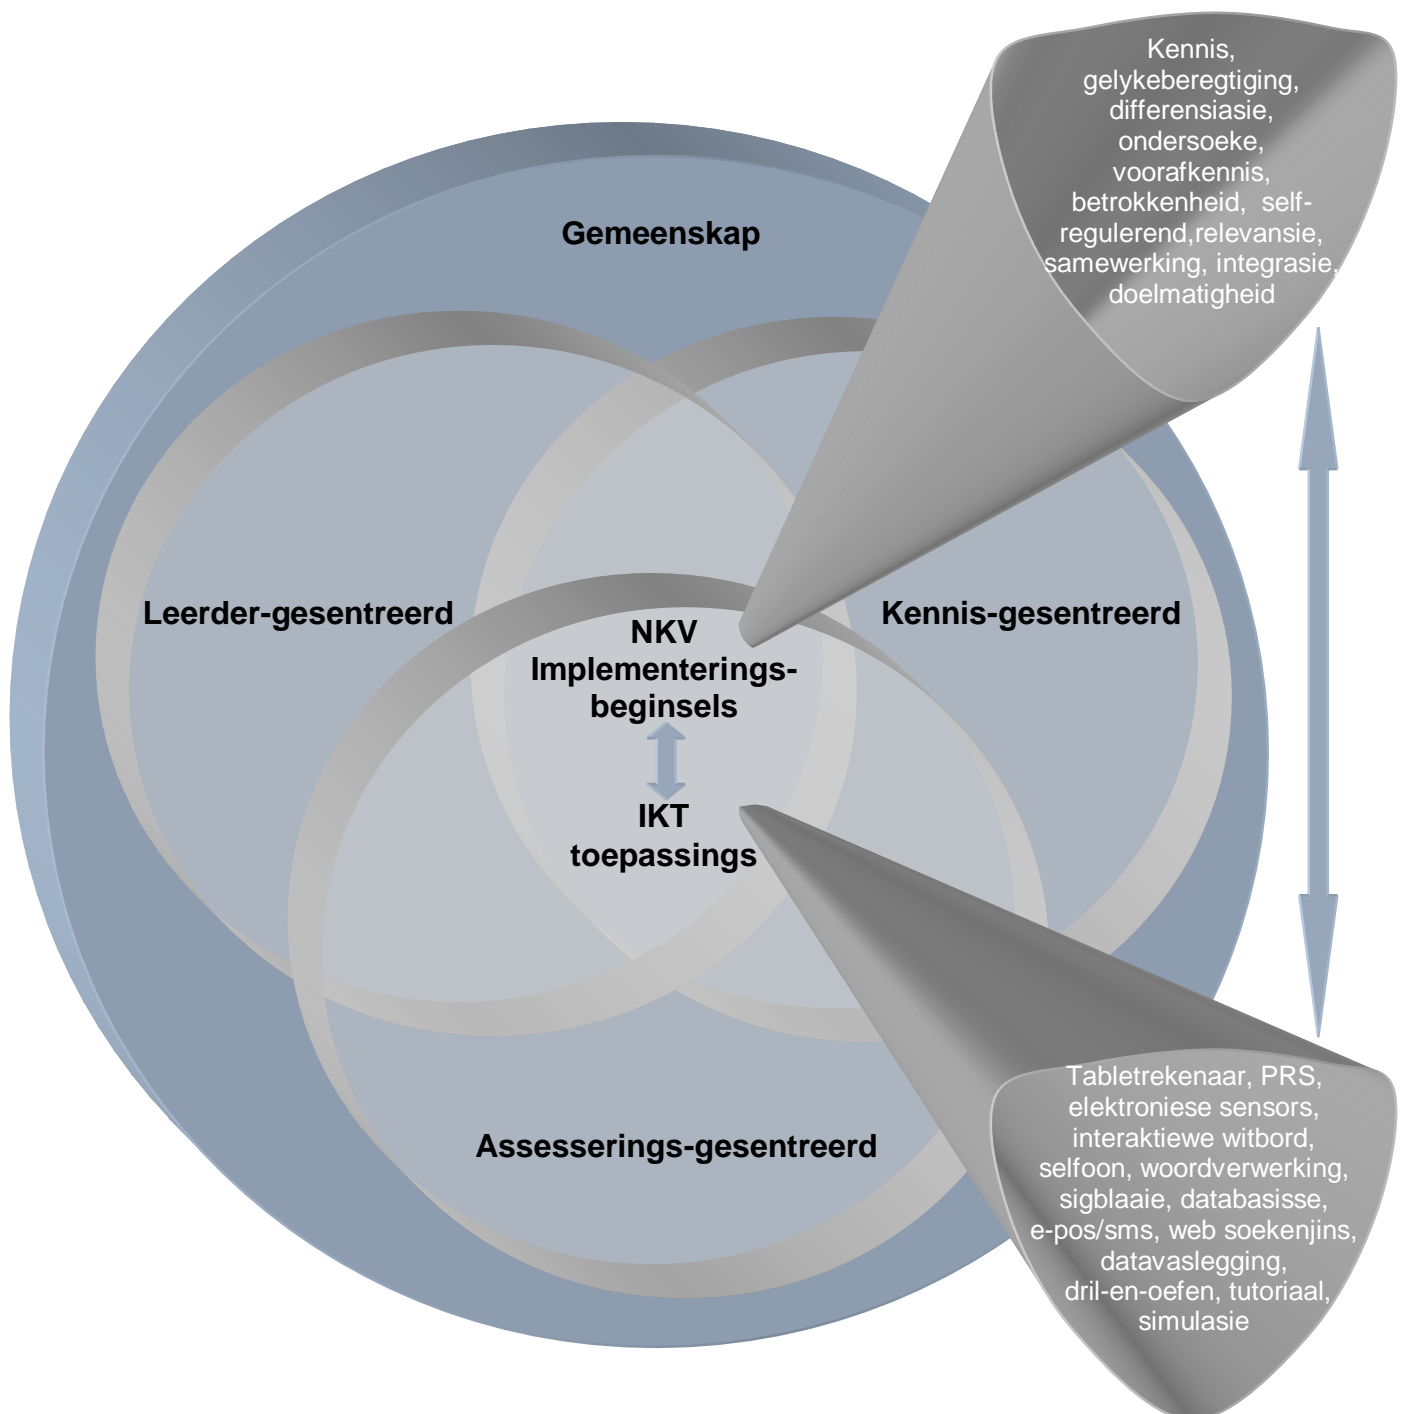 Kennis,
gelykeberegtiging,
differensiasie,
ondersoeke,
voorafkennis,
betrokkenheid, self-
regulerend,relevansie,
samewerking, integrasie,
doelmatigheid
Gemeenskap
Leerder-gesentreerd
Kennis-gesentreerd
NKV
Implementerings-
beginsels
IKT
toepassings
Assesserings-gesentreerd
Tabletrekenaar, PRS,
elektroniese sensors,
interaktiewe witbord,
selfoon, woordverwerking,
sigblaaie, databasisse,
e-pos/sms, web soekenjins,
datavaslegging,
dril-en-oefen, tutoriaal,
simulasie